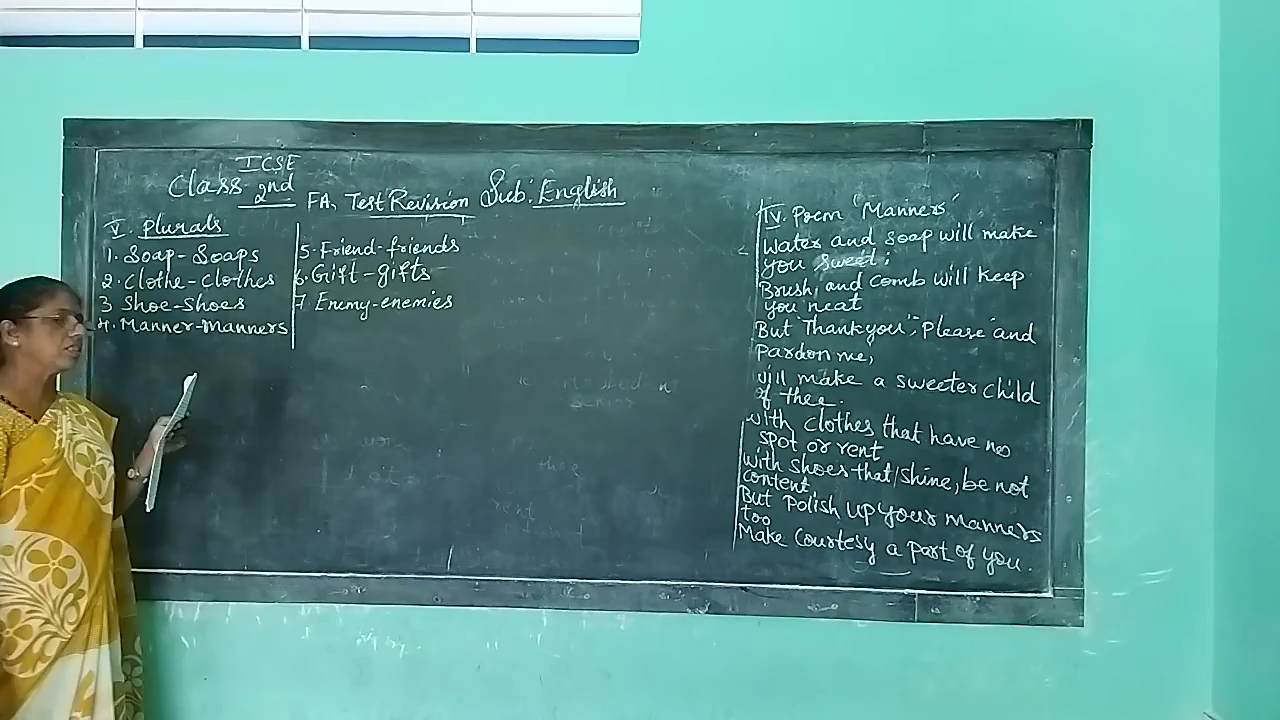 ICSE
Class 2nd FA1 Test Revision Sub: English
V. Plurals
1. Soap-Soaps
2. Clothe-Clothes
3 Shoe-Shoes
4. Manner-Manners
5. Friend-friends
6. Gift-gifts
7 Enemy-enemies
IV. Poem 'Manners'
Water and soap will make
you sweet;
Brush, and comb will keep
you neat
But 'Thankyou', 'Please' and
Pardon me,
will make a sweeter child
of thee.
with clothes that have no
spot or rent
With shoes that shine, be not
content,
But Polish up your manners
too
Make Courtesy a part of you.